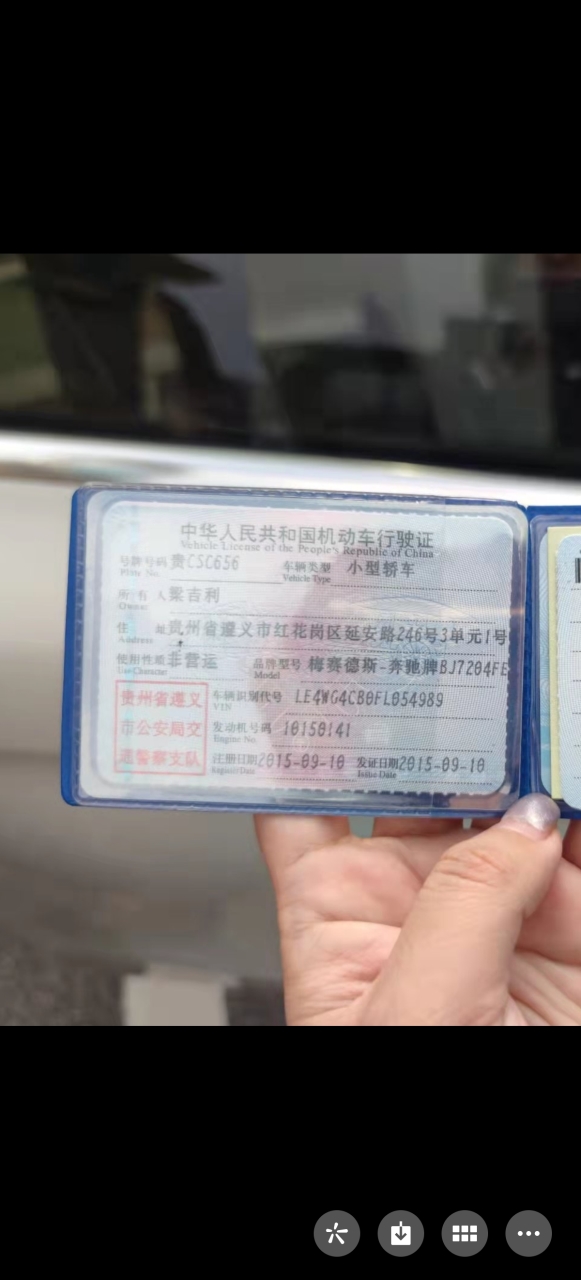 中华人民共和国机动车行驶证
Vehicle License of the People's Republic of China
号牌号码 贵CSC656 车辆类型 小型轿车
Plate No. Vehicle Type
所有人 梁吉利
Owner
住址 贵州省遵义市红花岗区延安路246号3单元1号
Address
使用性质 非营运 品牌型号 梅赛德斯-奔驰牌BJ7204FE
Use Character Model
贵州省遵义 车辆识别代号 LE4WG4CB0FL054989
VIN
市公安局交 发动机号码 10150141
Engine No.
通警察支队 注册日期 2015-09-10 发证日期 2015-09-10
Register Date Issue Date